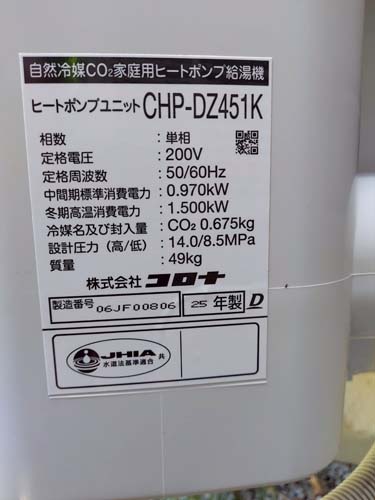 自然冷媒CO₂家庭用ヒートポンプ給湯機
ヒートポンプユニット CHP-DZ451K
相数 : 単相
定格電圧 : 200V
定格周波数 : 50/60Hz
中間期標準消費電力 : 0.970kW
冬期高温消費電力 : 1.500kW
冷媒名及び封入量 : CO₂ 0.675kg
設計圧力（高/低） : 14.0/8.5MPa
質量 : 49kg
株式会社 コロナ
製造番号 06JF00806 25 年製 D
JHIA 共
水道法基準適合